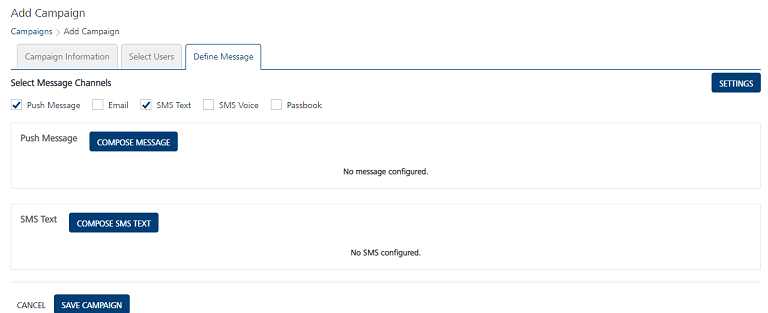 Add Campaign
Campaigns > Add Campaign
Campaign Information Select Users Define Message
Select Message Channels SETTINGS
Push Message Email SMS Text SMS Voice Passbook
Push Message COMPOSE MESSAGE
No message configured.
SMS Text COMPOSE SMS TEXT
No SMS configured.
CANCEL SAVE CAMPAIGN